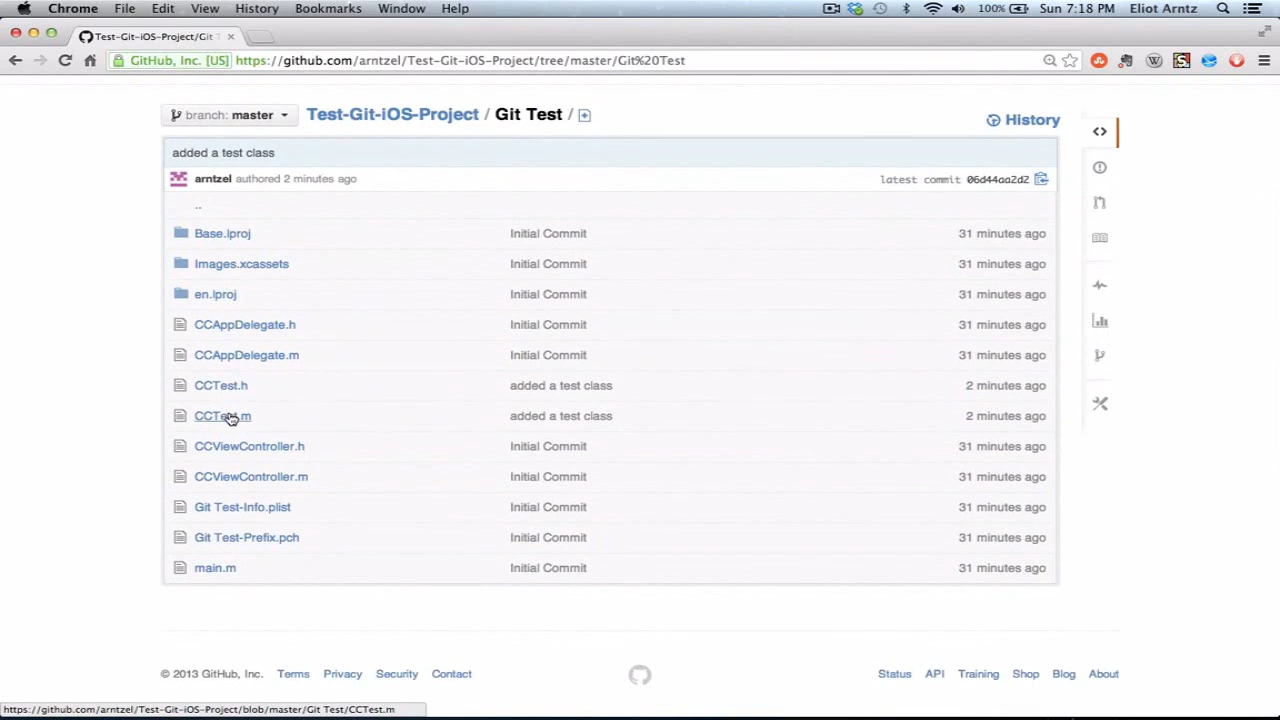 Chrome File Edit View History Bookmarks Window Help 100% Sun 7:18 PM Eliot Arntz
Test-Git-iOS-Project/Git T
GitHub, Inc. [US] https://github.com/arntzel/Test-Git-iOS-Project/tree/master/Git%20Test
branch: master Test-Git-iOS-Project / Git Test / History
added a test class
arntzel authored 2 minutes ago latest commit 06d44aa2d2
..
Base.lproj Initial Commit 31 minutes ago
Images.xcassets Initial Commit 31 minutes ago
en.lproj Initial Commit 31 minutes ago
CCAppDelegate.h Initial Commit 31 minutes ago
CCAppDelegate.m Initial Commit 31 minutes ago
CCTest.h added a test class 2 minutes ago
CCTest.m added a test class 2 minutes ago
CCViewController.h Initial Commit 31 minutes ago
CCViewController.m Initial Commit 31 minutes ago
Git Test-Info.plist Initial Commit 31 minutes ago
Git Test-Prefix.pch Initial Commit 31 minutes ago
main.m Initial Commit 31 minutes ago
© 2013 GitHub, Inc. Terms Privacy Security Contact Status API Training Shop Blog About
https://github.com/arntzel/Test-Git-iOS-Project/blob/master/Git Test/CCTest.m